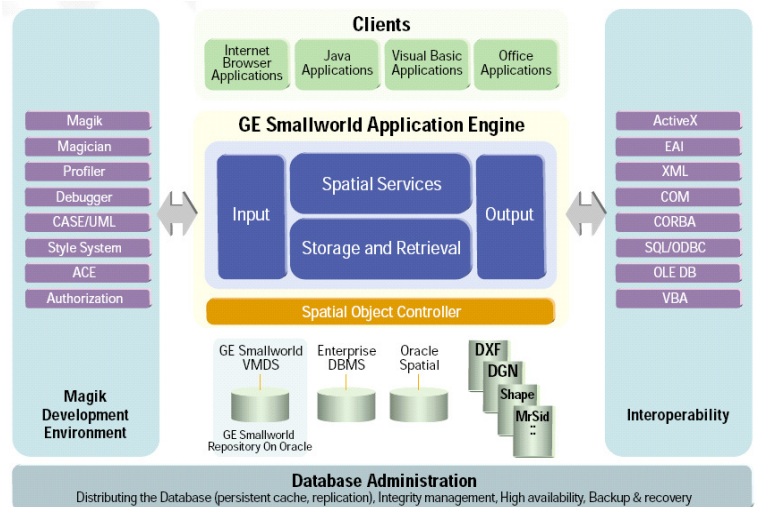 Clients
Internet
Browser
Applications
Java
Applications
Visual Basic
Applications
Office
Applications
Magik
Magician
Profiler
Debugger
CASE/UML
Style System
ACE
Authorization
Magik
Development
Environment
GE Smallworld Application Engine
Input
Spatial Services
Storage and Retrieval
Output
Spatial Object Controller
GE Smallworld
VMDS
GE Smallworld
Repository On Oracle
Enterprise
DBMS
Oracle
Spatial
DXF
DGN
Shape
MrSid
::
ActiveX
EAI
XML
COM
CORBA
SQL/ODBC
OLE DB
VBA
Interoperability
Database Administration
Distributing the Database (persistent cache, replication), Integrity management, High availability, Backup & recovery